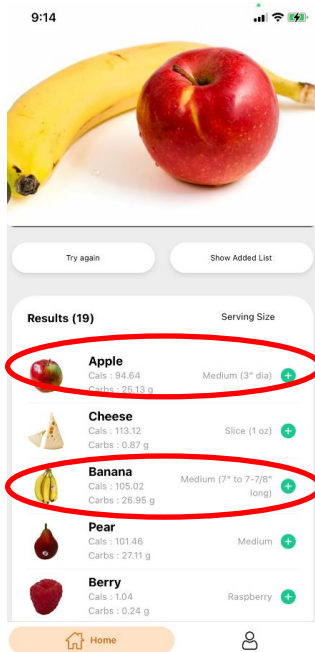 9:14
Try again
Show Added List
Results (19)
Serving Size
Apple
Cals : 94.64
Medium (3" dia)
Carbs : 25.13 g
Cheese
Cals : 113.12
Slice (1 oz)
Carbs : 0.87 g
Banana
Cals : 105.02
Medium (7" to 7-7/8"
long)
Carbs : 26.95 g
Pear
Cals : 101.46
Medium
Carbs : 27.11 g
Berry
Cals : 1.04
Raspberry
Carbs : 0.24 g
Home